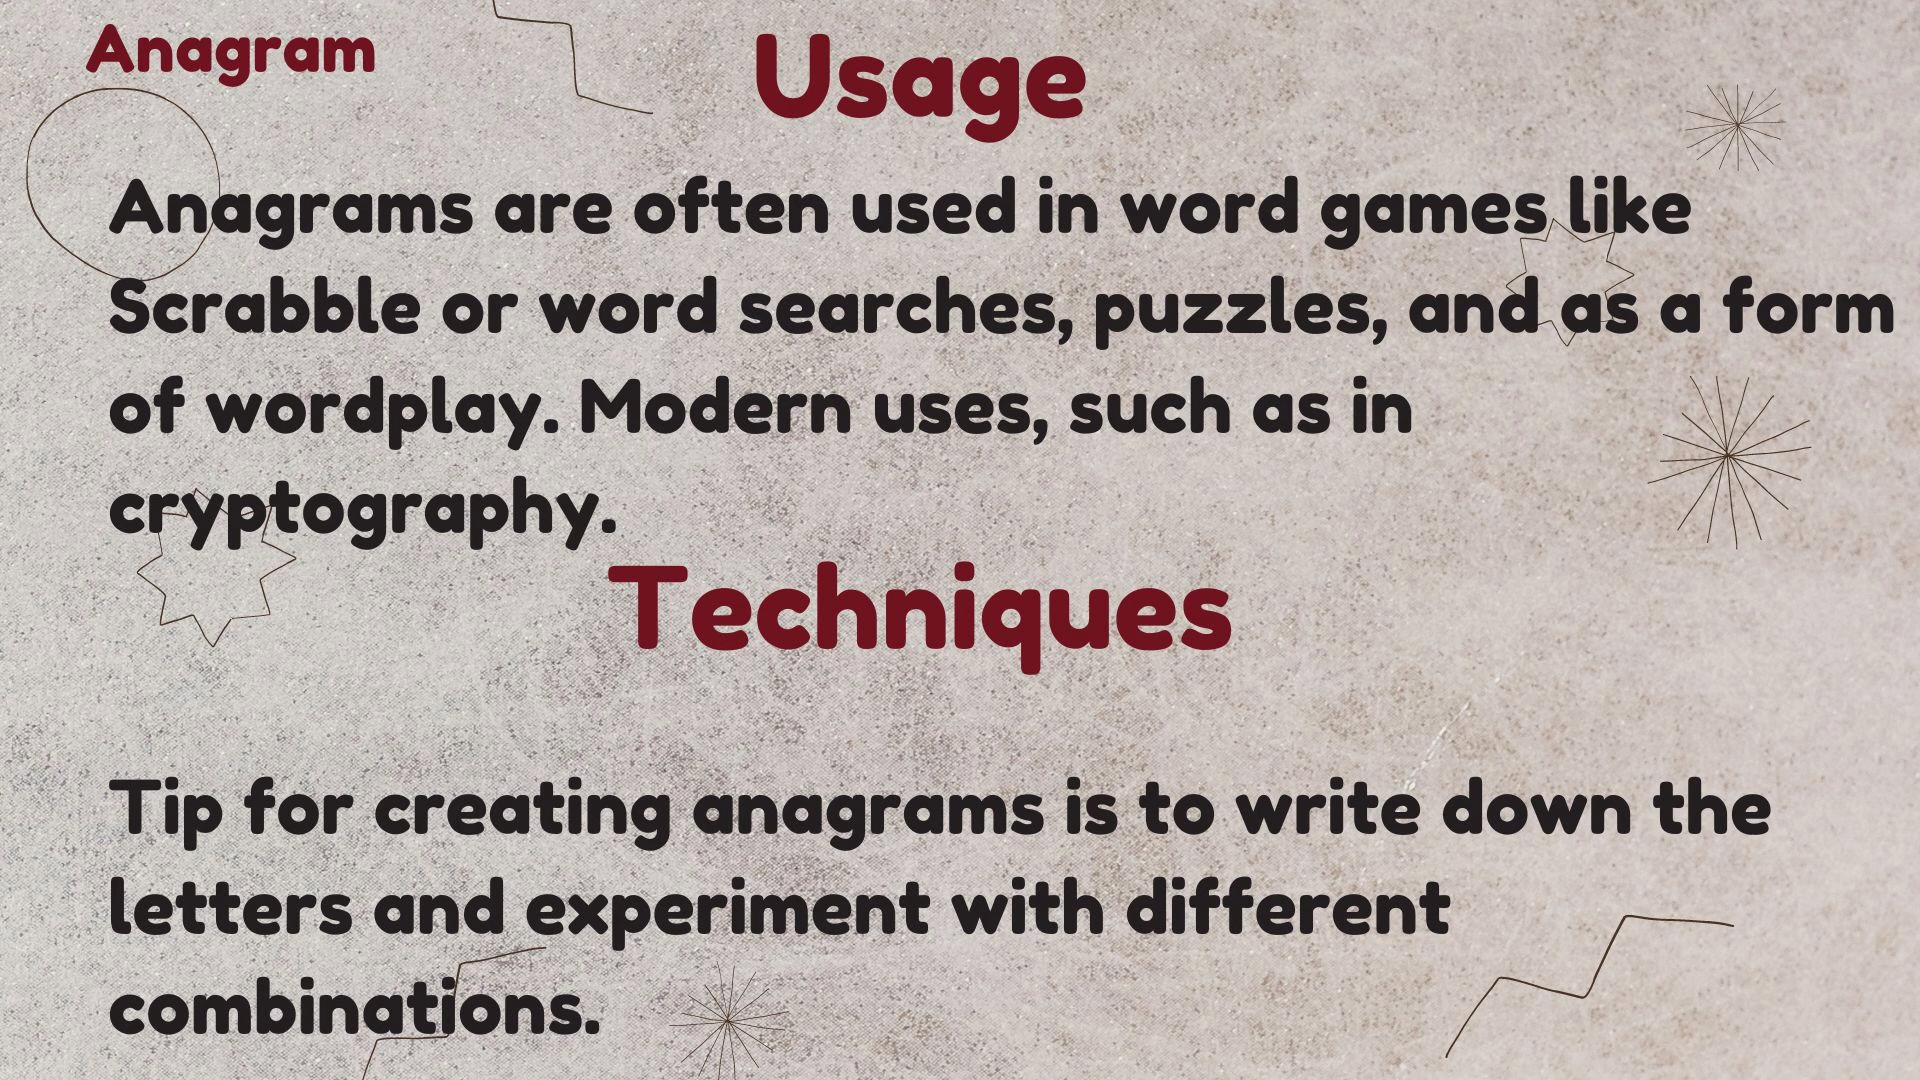 Anagram
Usage
Anagrams are often used in word games like
Scrabble or word searches, puzzles, and as a form
of wordplay. Modern uses, such as in
cryptography.
Techniques
Tip for creating anagrams is to write down the
letters and experiment with different
combinations.